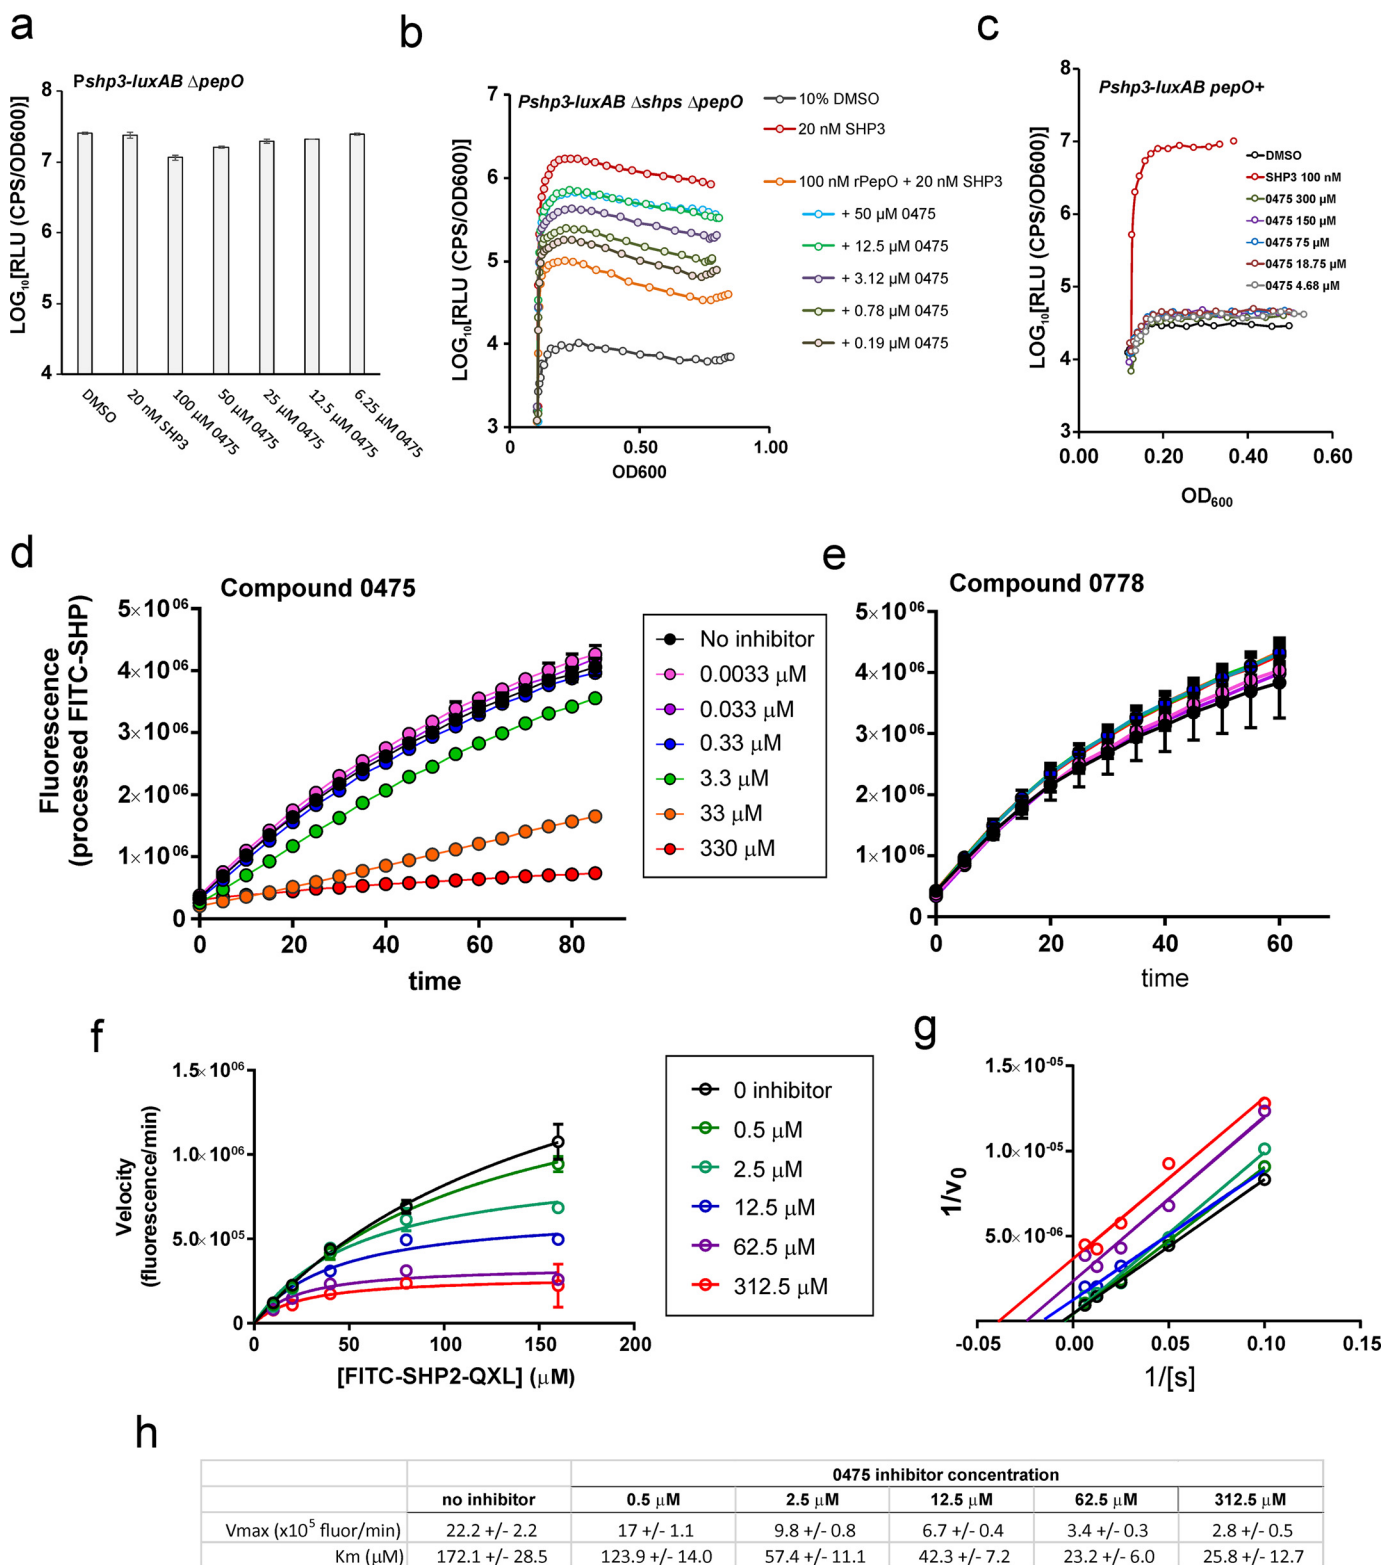 a
Pshp3-luxAB ΔpepO
LOG10[RLU (CPS/OD600)]
8
7
6
5
4
DMSO
20 nM SHP3
100 µM 0475
50 µM 0475
25 µM 0475
12.5 µM 0475
6.25 µM 0475
b
Pshp3-luxAB Δshps ΔpepO
LOG10[RLU (CPS/OD600)]
7
6
5
4
3
0
0.50
1.00
OD600
10% DMSO
20 nM SHP3
100 nM rPepO + 20 nM SHP3
+ 50 µM 0475
+ 12.5 µM 0475
+ 3.12 µM 0475
+ 0.78 µM 0475
+ 0.19 µM 0475
c
Pshp3-luxAB pepO+
LOG10[RLU (CPS/OD600)]
8
7
6
5
4
3
0.00
0.20
0.40
0.60
OD600
DMSO
SHP3 100 nM
0475 300 µM
0475 150 µM
0475 75 µM
0475 18.75 µM
0475 4.68 µM
d
Compound 0475
Fluorescence
(processed FITC-SHP)
5×10 06
4×10 06
3×10 06
2×10 06
1×10 06
0
0
20
40
60
80
time
No inhibitor
0.0033 µM
0.033 µM
0.33 µM
3.3 µM
33 µM
330 µM
e
Compound 0778
5×10 06
4×10 06
3×10 06
2×10 06
1×10 06
0
0
20
40
60
time
f
Velocity
(fluorescence/min)
1.5×10 06
1.0×10 06
5.0×10 05
0
0
50
100
150
200
[FITC-SHP2-QXL] (µM)
0 inhibitor
0.5 µM
2.5 µM
12.5 µM
62.5 µM
312.5 µM
g
1/v0
1.5×10 -05
1.0×10 -05
5.0×10 -06
-0.05
0.00
0.05
0.10
0.15
1/[s]
h
0475 inhibitor concentration
no inhibitor 0.5 µM 2.5 µM 12.5 µM 62.5 µM 312.5 µM
Vmax (x10^5 fluor/min) 22.2 +/- 2.2 17 +/- 1.1 9.8 +/- 0.8 6.7 +/- 0.4 3.4 +/- 0.3 2.8 +/- 0.5
Km (µM) 172.1 +/- 28.5 123.9 +/- 14.0 57.4 +/- 11.1 42.3 +/- 7.2 23.2 +/- 6.0 25.8 +/- 12.7